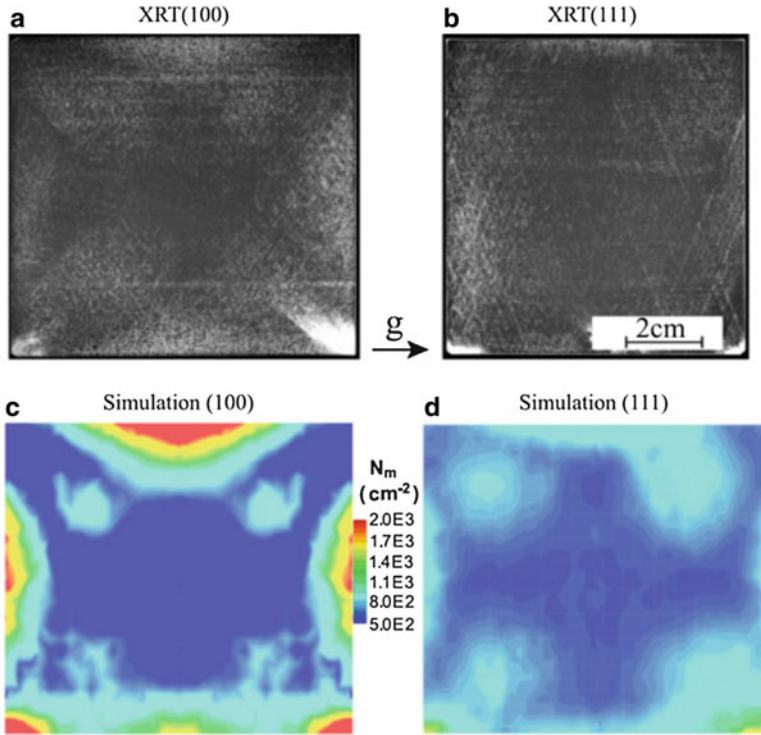 a XRT(100)
b XRT(111)
g
2cm
c Simulation (100)
d Simulation (111)
Nm
(cm-2)
2.0E3
1.7E3
1.4E3
1.1E3
8.0E2
5.0E2